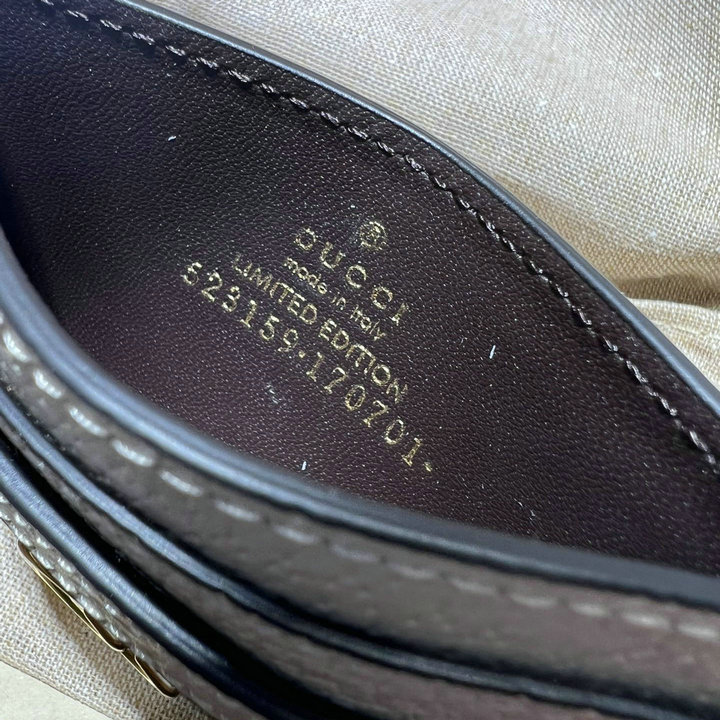 ®
GUCCI
made in italy
LIMITED EDITION
523159·170701·